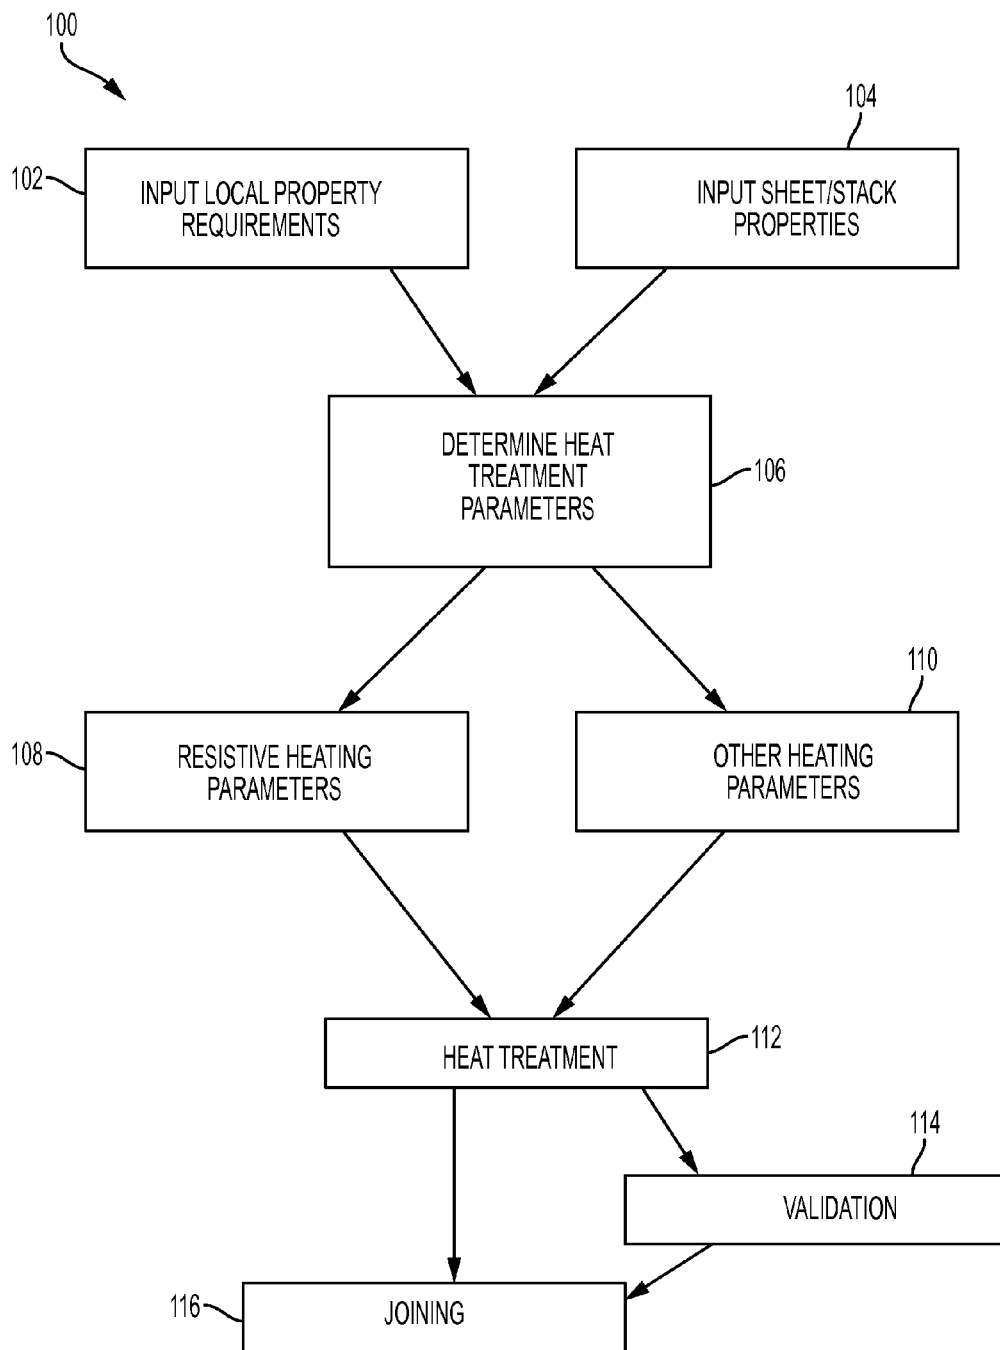 100
104
102
INPUT LOCAL PROPERTY
REQUIREMENTS
INPUT SHEET/STACK
PROPERTIES
DETERMINE HEAT
TREATMENT
PARAMETERS
106
110
108
RESISTIVE HEATING
PARAMETERS
OTHER HEATING
PARAMETERS
HEAT TREATMENT
112
114
VALIDATION
116
JOINING